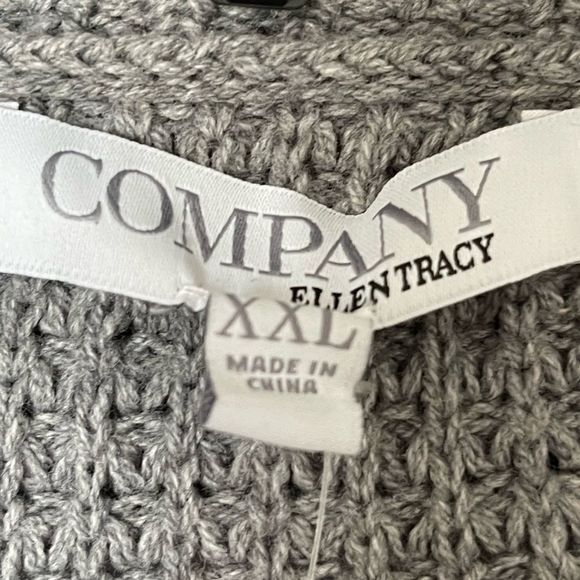 COMPANY
ELLEN TRACY
XXL
MADE IN
CHINA